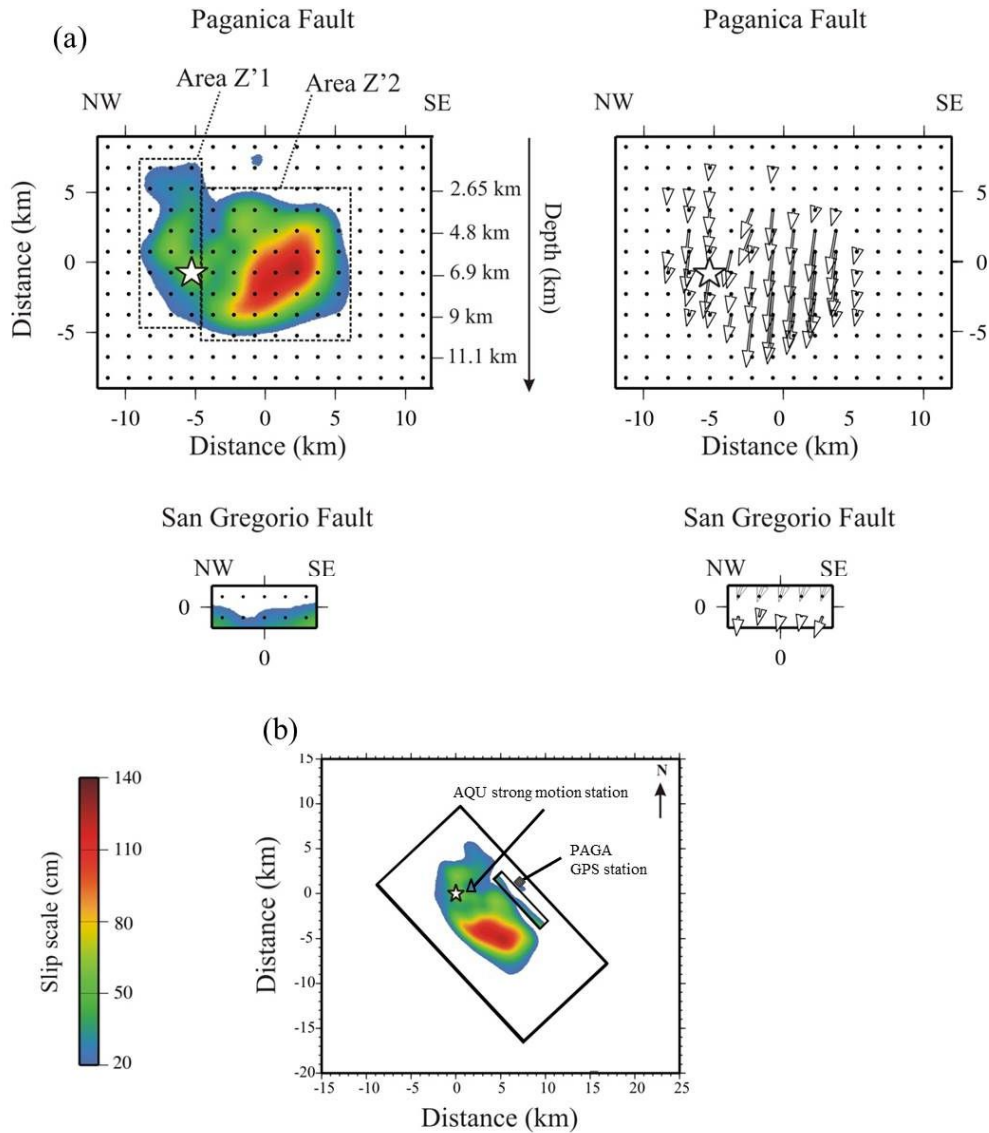 (a)
Paganica Fault
Paganica Fault
Area Z'1
Area Z'2
NW
SE
NW
SE
Distance (km)
5
0
-5
2.65 km
4.8 km
6.9 km
9 km
11.1 km
Depth (km)
5
0
-5
5
0
-5
-10
-5
0
5
10
Distance (km)
-10
-5
0
5
10
Distance (km)
San Gregorio Fault
San Gregorio Fault
NW
SE
NW
SE
0
0
0
0
(b)
Slip scale (cm)
140
110
80
50
20
Distance (km)
15
10
5
0
-5
-10
-15
-20
N
AQU strong motion station
PAGA
GPS station
-15
-10
-5
0
5
10
15
20
25
Distance (km)